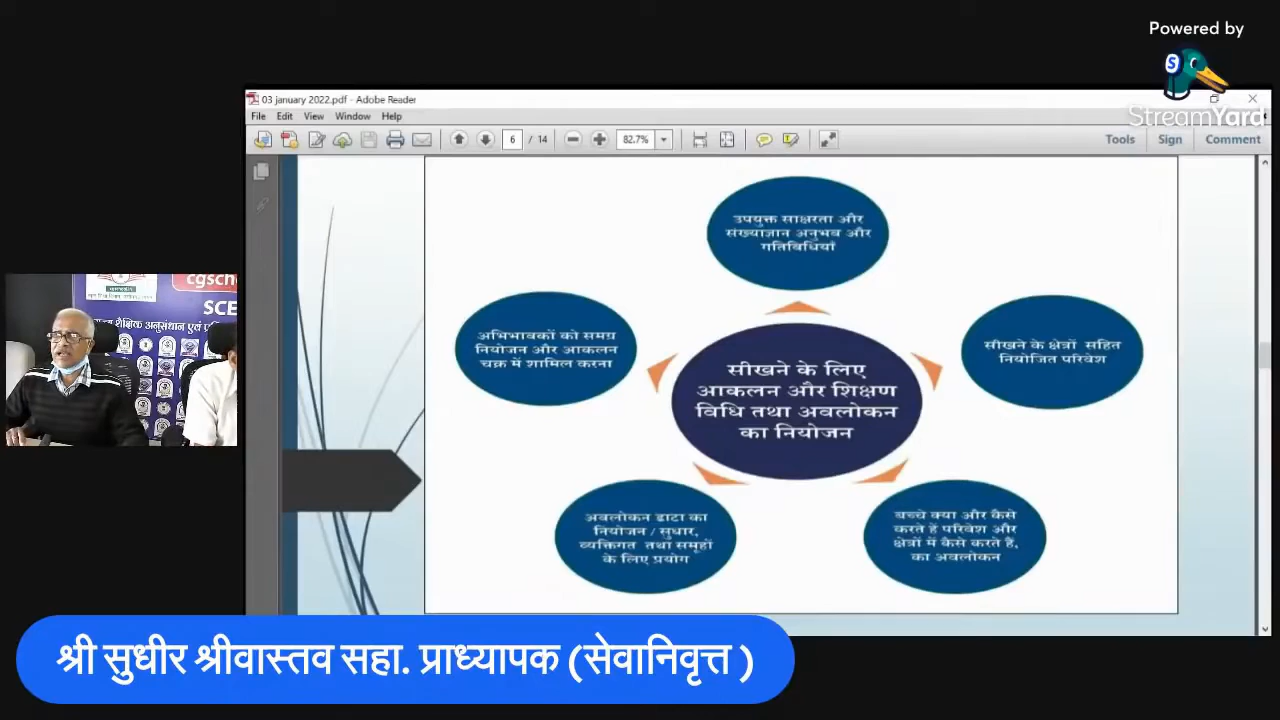 Powered by
StreamYard
03 january 2022.pdf - Adobe Reader
File Edit View Window Help
6 / 14
82.7%
Tools Sign Comment
उपयुक्त साक्षरता और
संख्याज्ञान अनुभव और
गतिविधियाँ
अभिभावकों को समग्र
नियोजन और आकलन
चक्र में शामिल करना
सीखने के क्षेत्रों सहित
नियोजित परिवेश
सीखने के लिए
आकलन और शिक्षण
विधि तथा अवलोकन
का नियोजन
अवलोकन डाटा का
नियोजन / सुधार,
व्यक्तिगत तथा समूहों
के लिए प्रयोग
बच्चे क्या और कैसे
करते हैं परिवेश और
क्षेत्रों में कैसे करते हैं,
का अवलोकन
cgsch
SCE
शैक्षिक अनुसंधान एवं
श्री सुधीर श्रीवास्तव सहा. प्राध्यापक (सेवानिवृत्त )